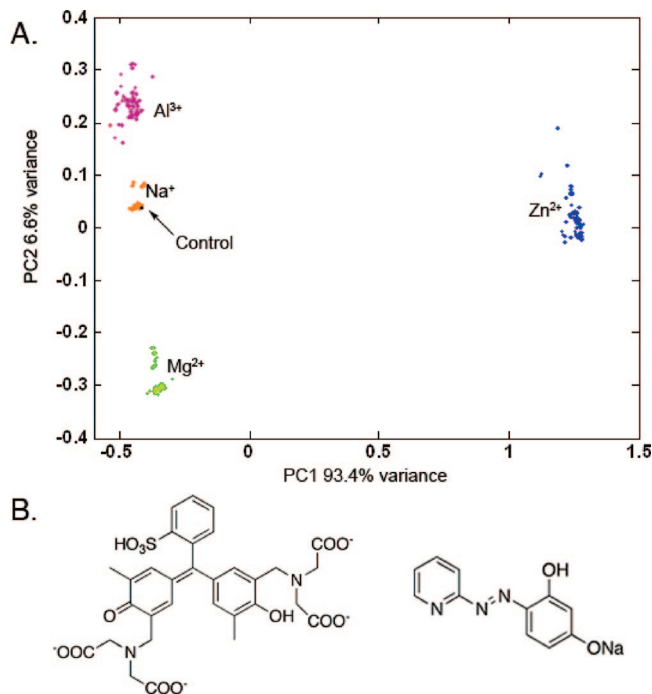 A.
0.4
0.3
0.2
0.1
0
-0.1
-0.2
-0.3
-0.4
PC2 6.6% variance
Al³⁺
Na⁺
Control
Mg²⁺
Zn²⁺
-0.5
0
0.5
1
1.5
PC1 93.4% variance
B.
HO₃S
COO⁻
N
COO⁻
O
OH
N
⁻OOC
COO⁻
OH
N
N
N
ONa